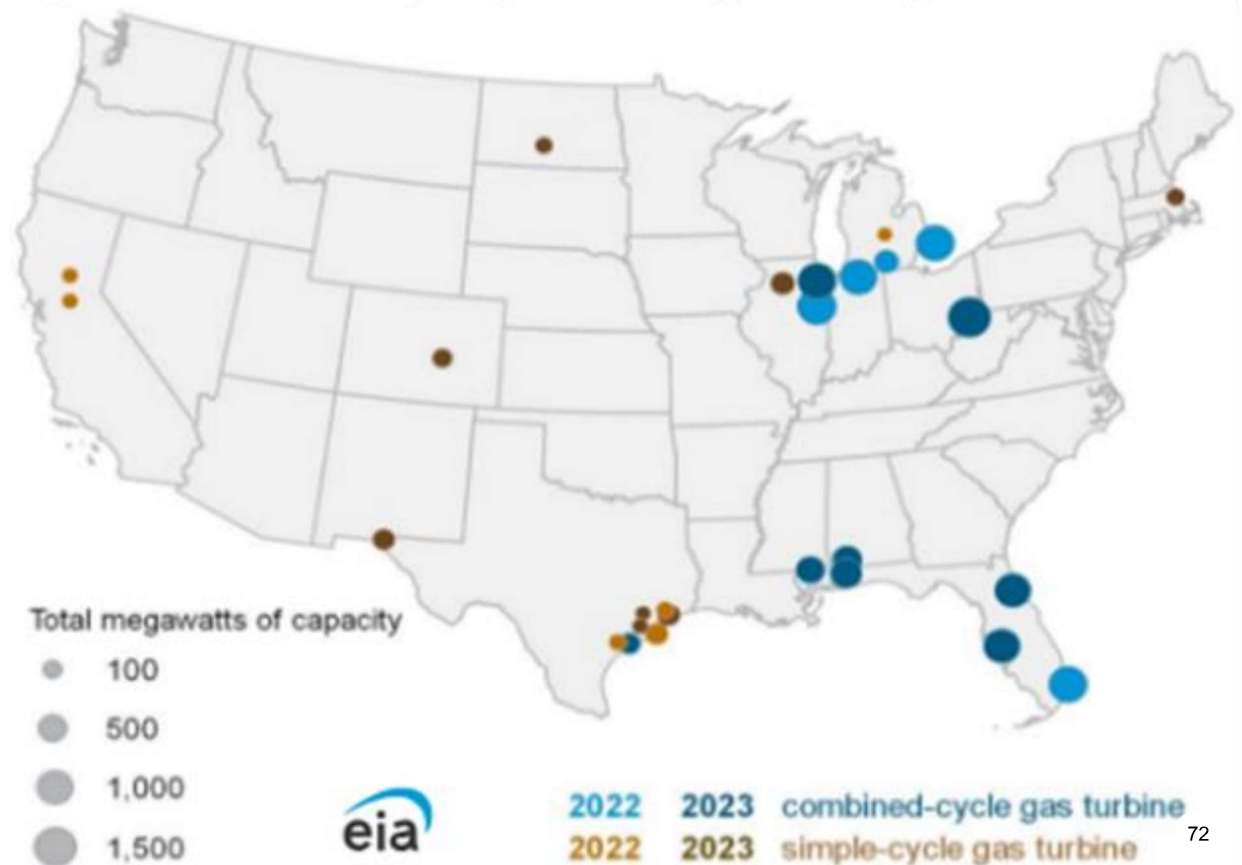 Total megawatts of capacity
100
500
1,000
1,500
eia
2022 2023 combined-cycle gas turbine
2022 2023 simple-cycle gas turbine
72